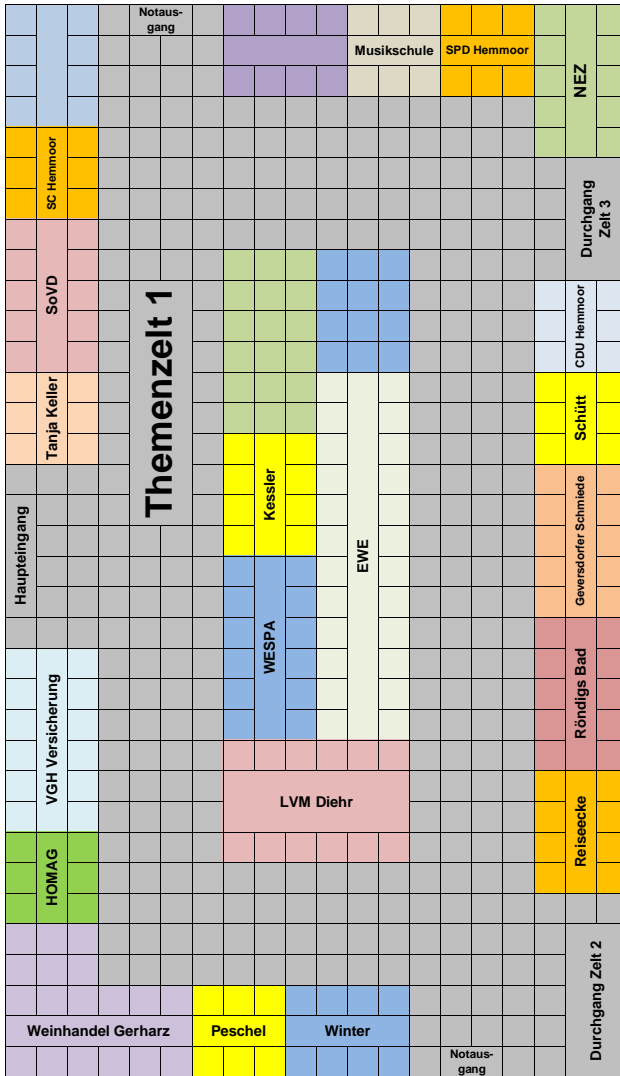 Notaus-
gang
Musikschule
SPD Hemmoor
NEZ
SC Hemmoor
Durchgang
Zelt 3
SoVD
CDU Hemmoor
Themenzelt 1
Tanja Keller
Schütt
Kessler
Geversdorfer Schmiede
Haupteingang
EWE
WESPA
Röndigs Bad
VGH Versicherung
LVM Diehr
Reiseecke
HOMAG
Durchgang Zelt 2
Weinhandel Gerharz
Peschel
Winter
Notaus-
gang